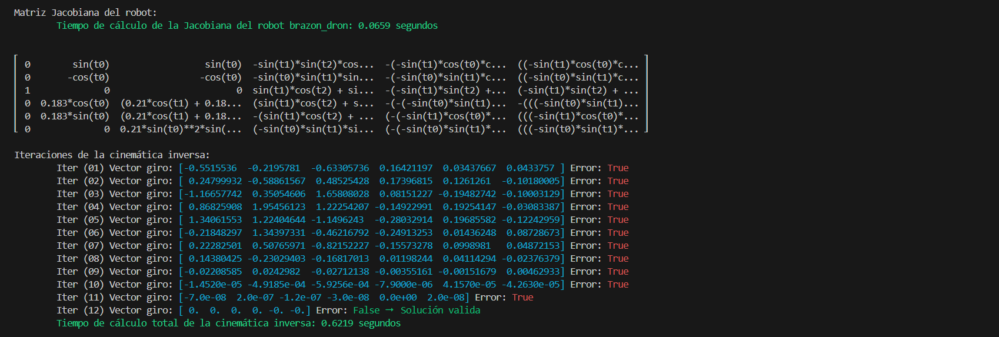 Matriz Jacobiana del robot:
Tiempo de cálculo de la Jacobiana del robot brazon_dron: 0.0659 segundos
⎡ 0 sin(t0) sin(t0) -sin(t1)*sin(t2)*cos... -(-sin(t1)*cos(t0)*c... ((-sin(t1)*cos(t0)*c... ⎤
0 -cos(t0) -cos(t0) -sin(t0)*sin(t1)*sin... -(-sin(t0)*sin(t1)*c... ((-sin(t0)*sin(t1)*c...
1 0 0 sin(t1)*cos(t2) + si... -(-sin(t1)*sin(t2) +... (-sin(t1)*sin(t2) + ...
0 0.183*cos(t0) (0.21*cos(t1) + 0.18... (sin(t1)*cos(t2) + s... -(-(-sin(t0)*sin(t1)... -(((-sin(t0)*sin(t1)...
0 0.183*sin(t0) (0.21*cos(t1) + 0.18... -(sin(t1)*cos(t2) + ... (-(-sin(t1)*cos(t0)*... (((-sin(t1)*cos(t0)*...
⎣ 0 0 0.21*sin(t0)**2*sin(... (-sin(t0)*sin(t1)*si... (-(-sin(t0)*sin(t1)*... (((-sin(t0)*sin(t1)*... ⎦
Iteraciones de la cinemática inversa:
Iter (01) Vector giro: [-0.5515536 -0.2195781 -0.63305736 0.16421197 0.03437667 0.0433757 ] Error: True
Iter (02) Vector giro: [ 0.24799932 -0.58861567 0.48525428 0.17396815 0.1261261 -0.10180005] Error: True
Iter (03) Vector giro: [-1.16657742 0.35054606 1.65808028 0.08151227 -0.19482742 -0.10003129] Error: True
Iter (04) Vector giro: [ 0.86825908 1.95456123 1.22254207 -0.14922991 0.19254147 -0.03083387] Error: True
Iter (05) Vector giro: [ 1.34061553 1.22404644 -1.1496243 -0.28032914 0.19685582 -0.12242959] Error: True
Iter (06) Vector giro: [-0.21848297 1.34397331 -0.46216792 -0.24913253 0.01436248 0.08728673] Error: True
Iter (07) Vector giro: [ 0.22282501 0.50765971 -0.82152227 -0.15573278 0.0998981 0.04872153] Error: True
Iter (08) Vector giro: [ 0.14380425 -0.23029403 -0.16817013 0.01198244 0.04114294 -0.02376379] Error: True
Iter (09) Vector giro: [-0.02208585 0.0242982 -0.02712138 -0.00355161 -0.00151679 0.00462933] Error: True
Iter (10) Vector giro: [-1.4520e-05 -4.9185e-04 -5.9256e-04 -7.9000e-06 4.1570e-05 -4.2630e-05] Error: True
Iter (11) Vector giro: [-7.0e-08 2.0e-07 -1.2e-07 -3.0e-08 0.0e+00 2.0e-08] Error: True
Iter (12) Vector giro: [ 0. 0. 0. 0. -0. -0.] Error: False → Solución valida
Tiempo de cálculo total de la cinemática inversa: 0.6219 segundos